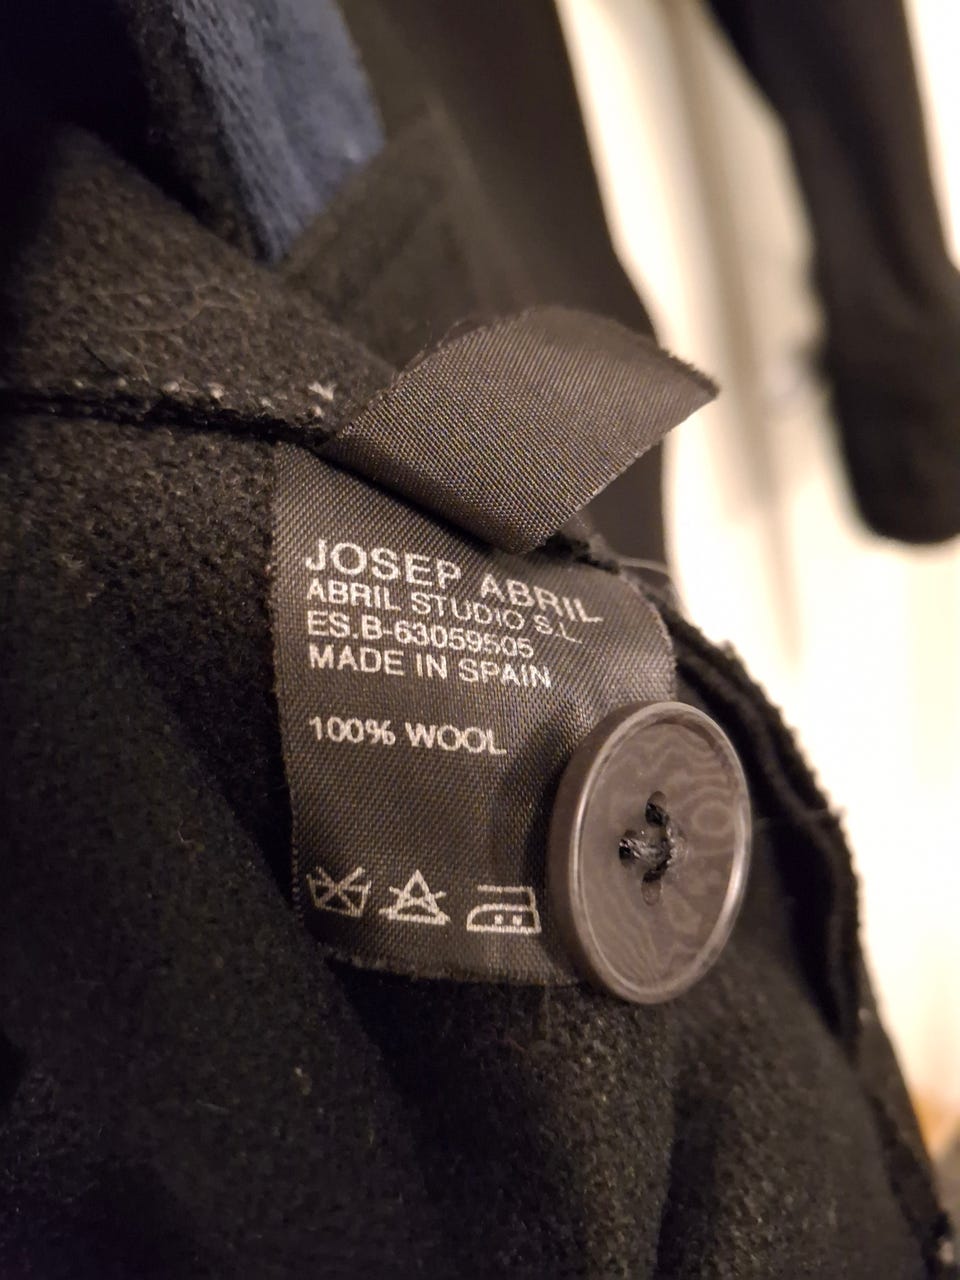 JOSEP ABRIL
ABRIL STUDIO S.L.
ES.B-63059505
MADE IN SPAIN
100% WOOL